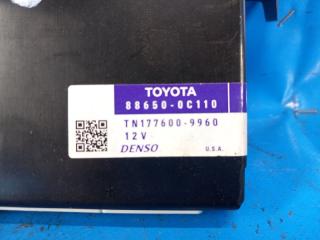 TOYOTA
88650-0C110
TN177600-9960
12V
DENSO U.S.A.